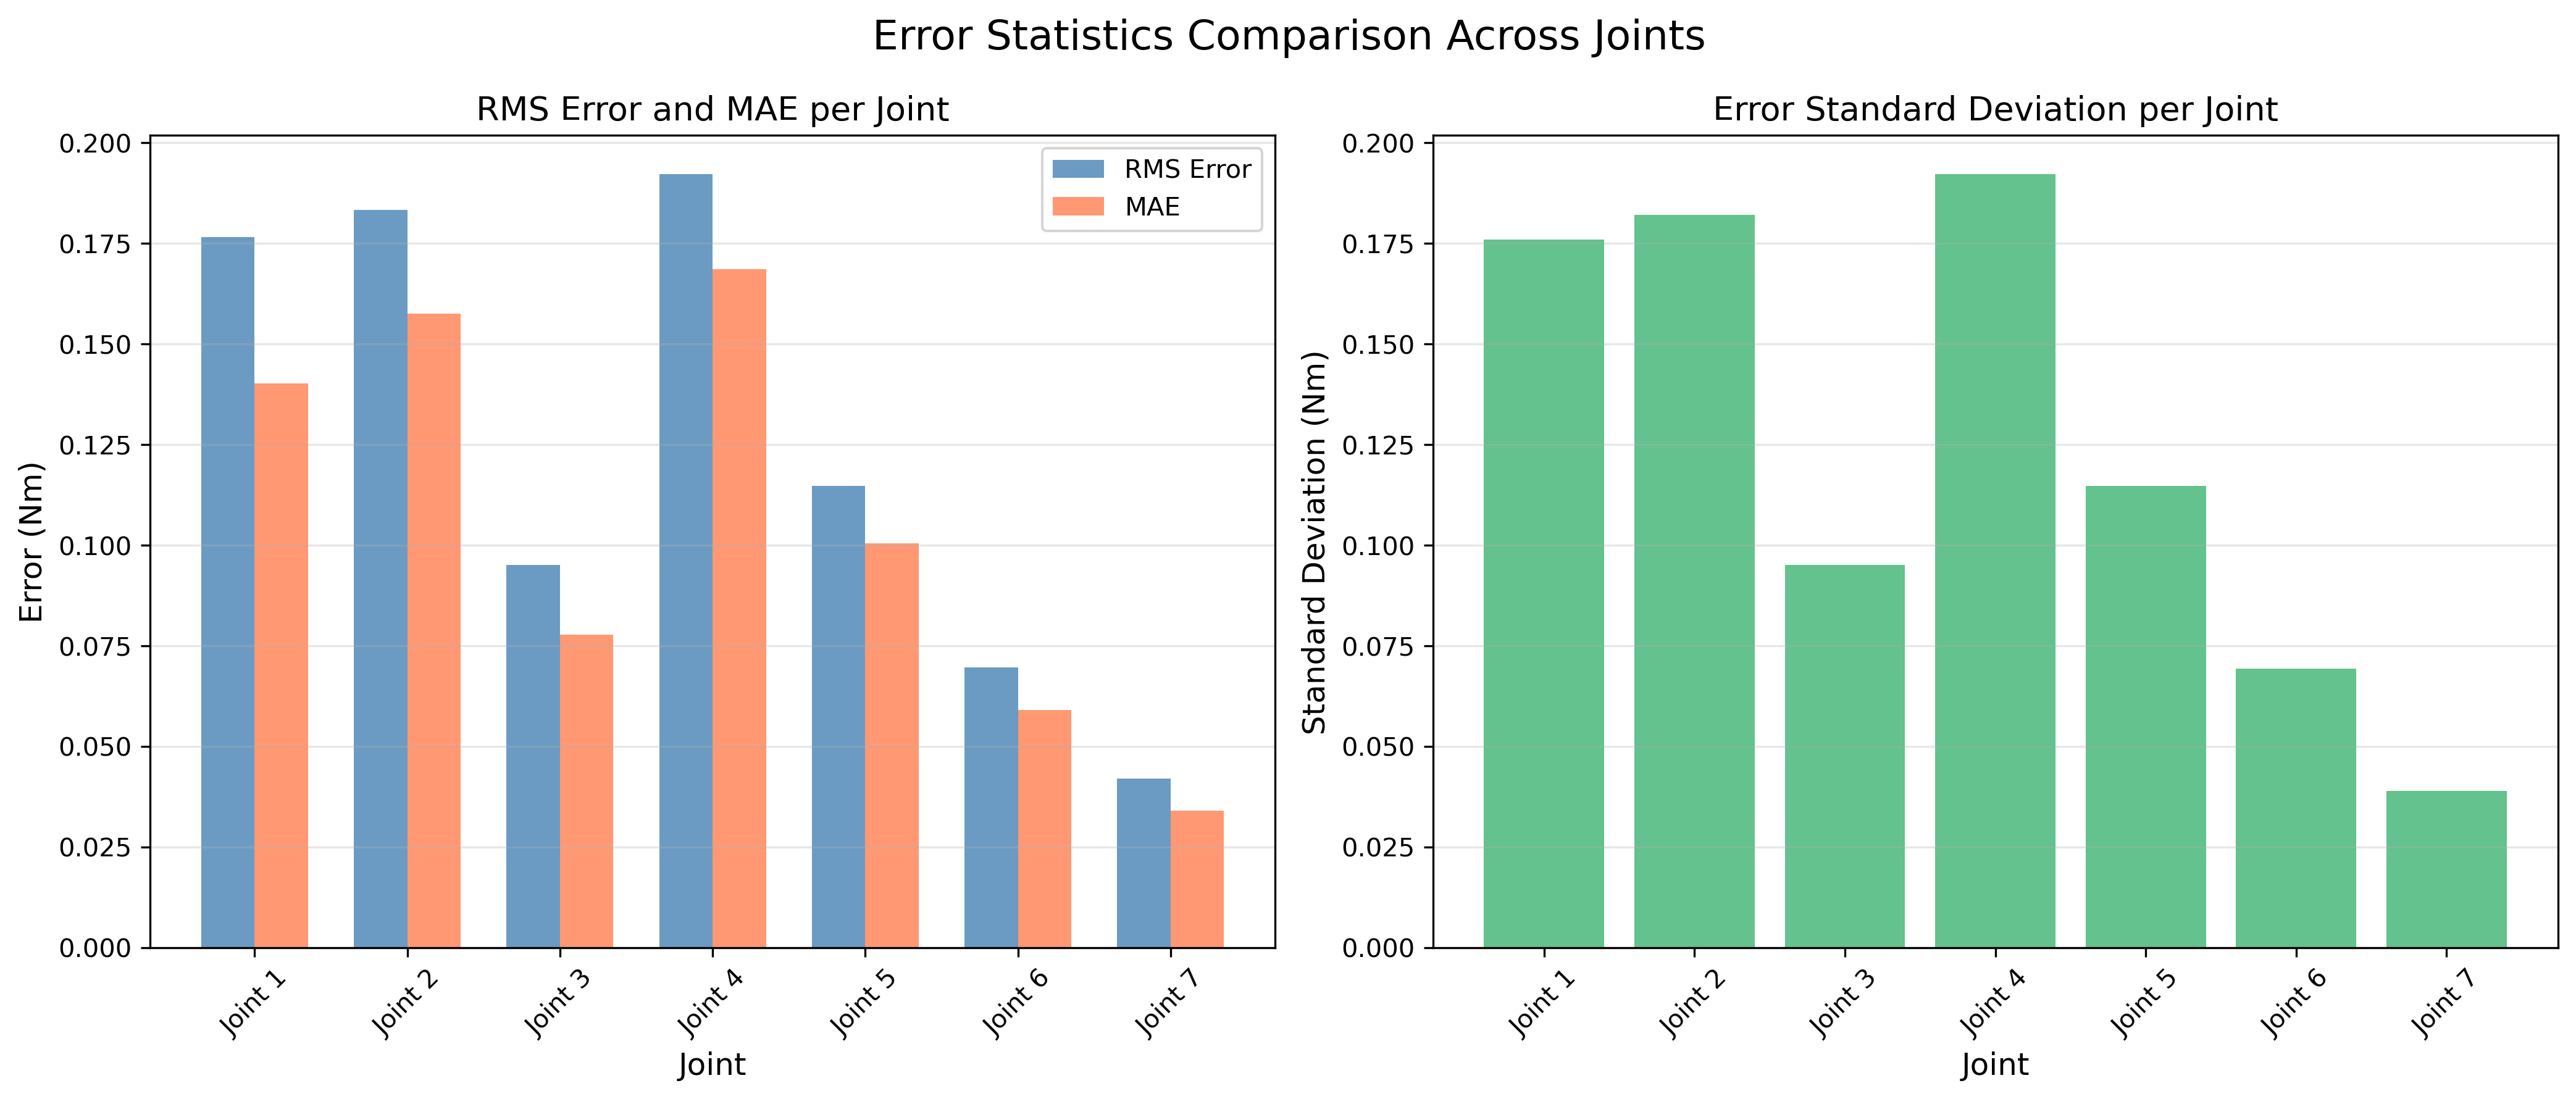 Error Statistics Comparison Across Joints
RMS Error and MAE per Joint
Error (Nm)
0.200
0.175
0.150
0.125
0.100
0.075
0.050
0.025
0.000
RMS Error
MAE
Joint 1
Joint 2
Joint 3
Joint 4
Joint 5
Joint 6
Joint 7
Joint
Error Standard Deviation per Joint
Standard Deviation (Nm)
0.200
0.175
0.150
0.125
0.100
0.075
0.050
0.025
0.000
Joint 1
Joint 2
Joint 3
Joint 4
Joint 5
Joint 6
Joint 7
Joint